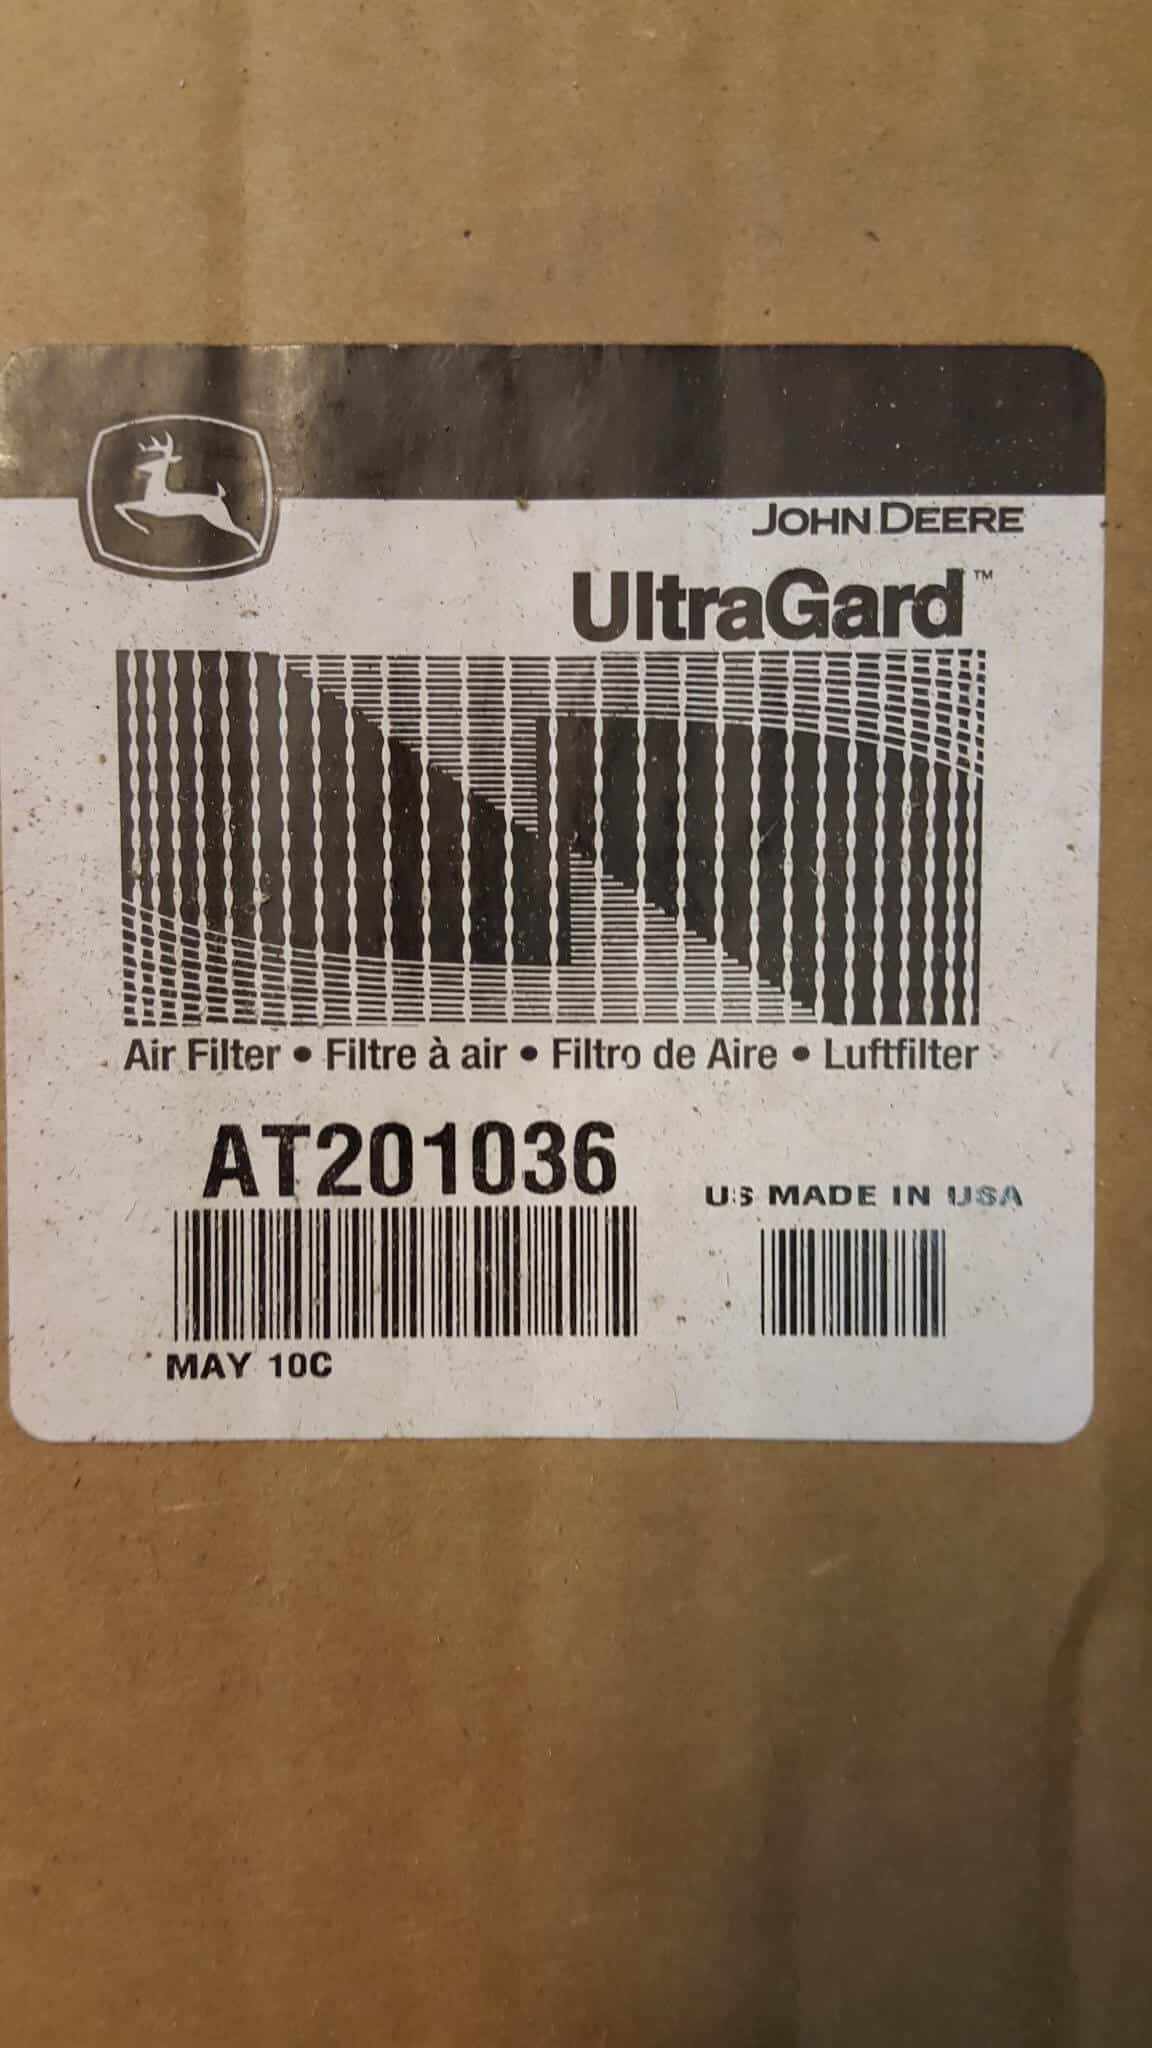 JOHN DEERE
UltraGard™
Air Filter • Filtre à air • Filtro de Aire • Luftfilter
AT201036
US MADE IN USA
MAY 10C